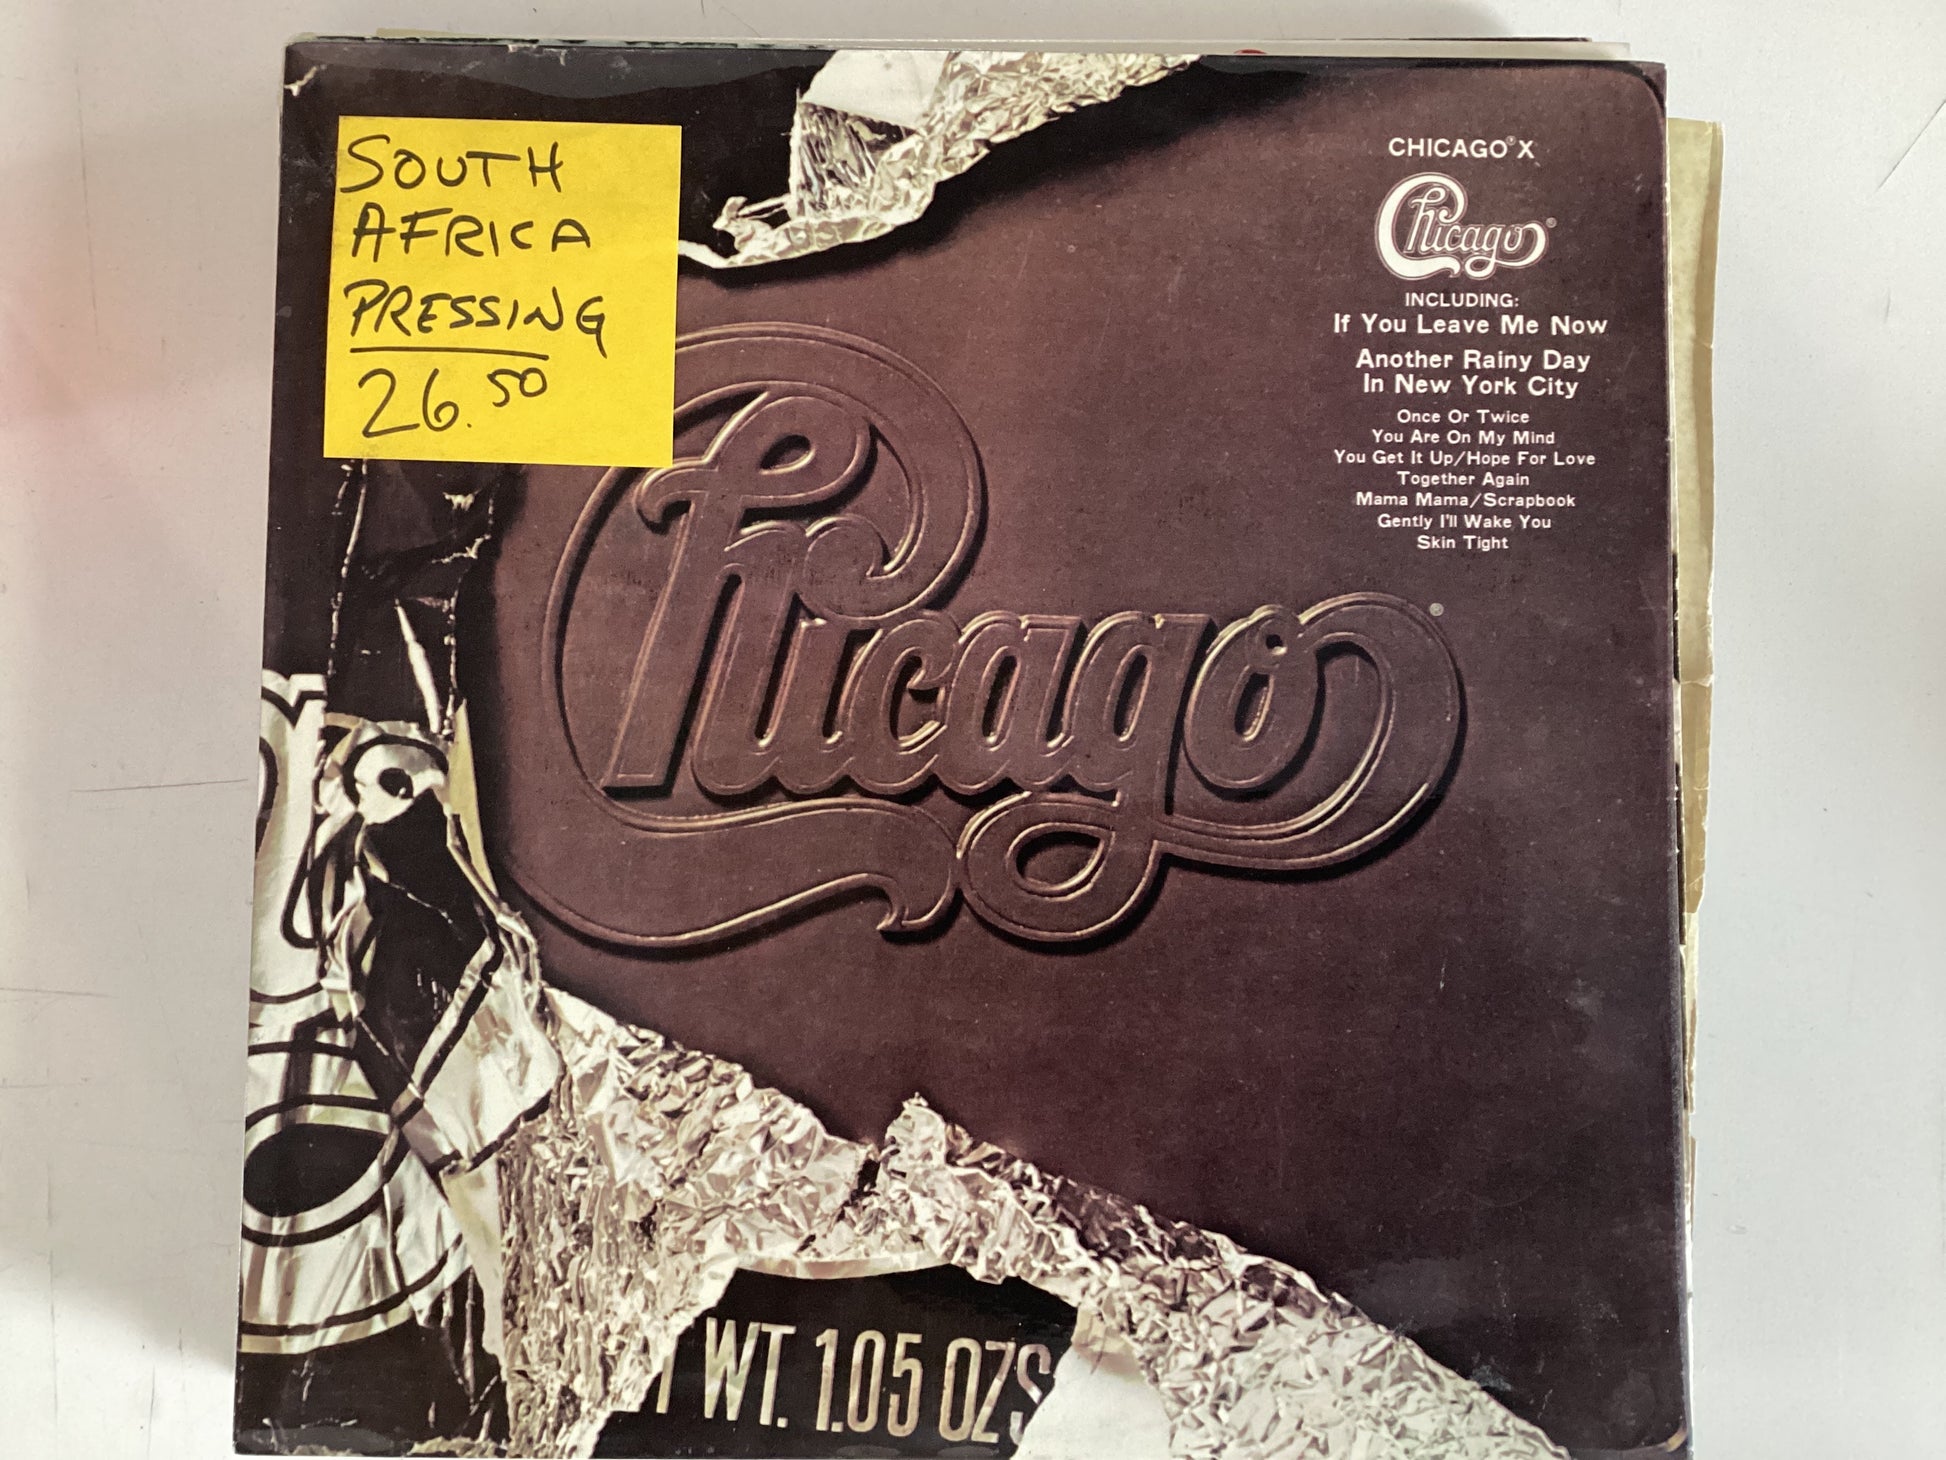 SOUTH
AFRICA
PRESSING
26.50
CHICAGO® X
Chicago®
INCLUDING:
If You Leave Me Now
Another Rainy Day
In New York City
Once Or Twice
You Are On My Mind
You Get It Up/Hope For Love
Together Again
Mama Mama/Scrapbook
Gently I'll Wake You
Skin Tight
Chicago®
WT. 1.05 OZS